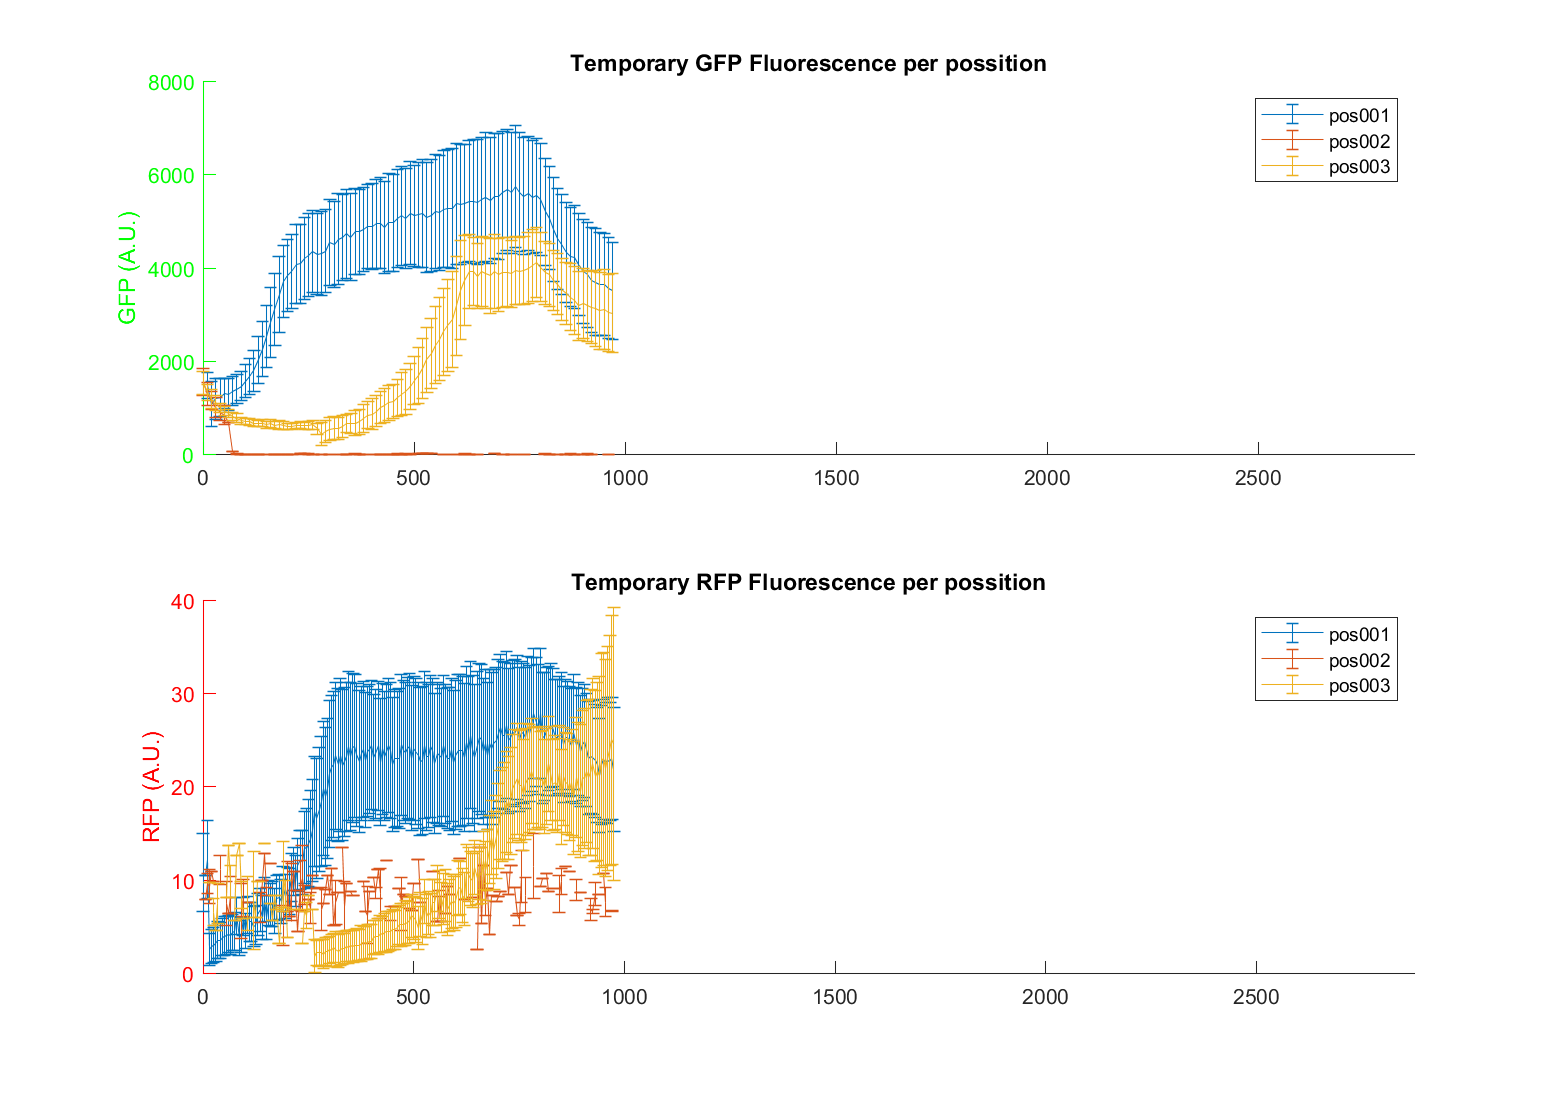 Temporary GFP Fluorescence per possition
8000
6000
4000
2000
0
GFP (A.U.)
pos001
pos002
pos003
0 500 1000 1500 2000 2500
Temporary RFP Fluorescence per possition
40
30
20
10
0
RFP (A.U.)
pos001
pos002
pos003
0 500 1000 1500 2000 2500